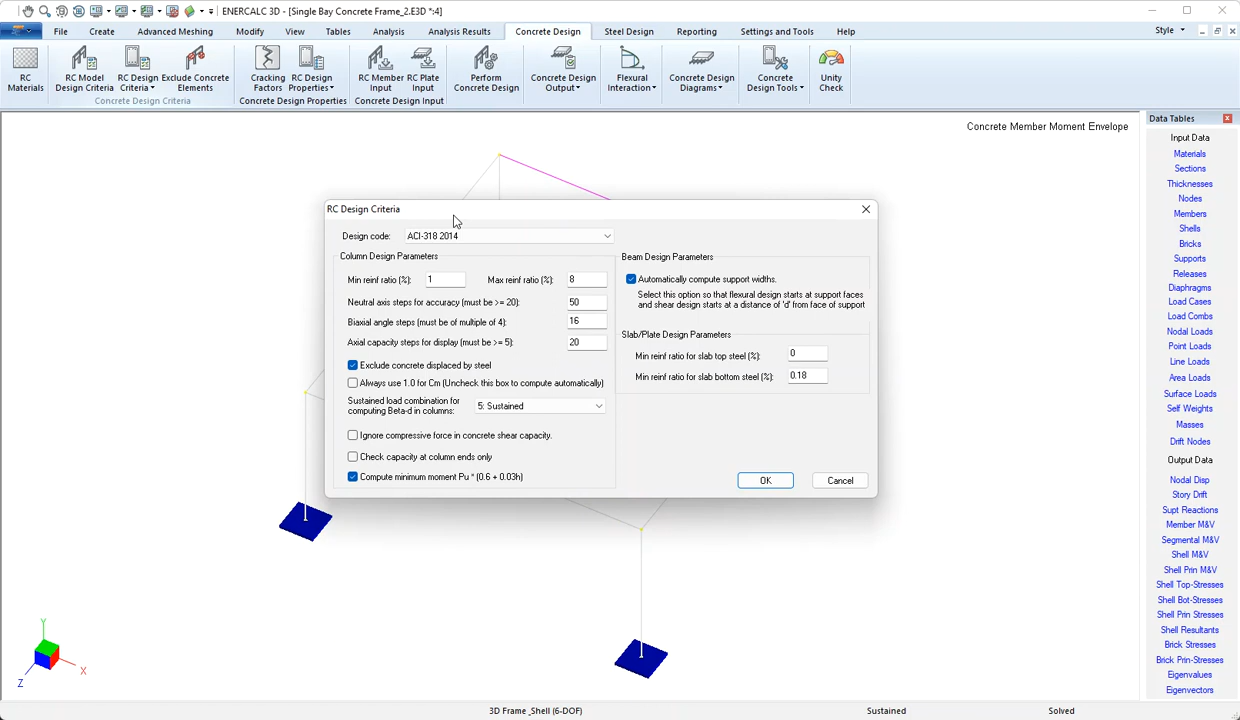 ENERCALC 3D - [Single Bay Concrete Frame_2.E3D *:4]
File Create Advanced Meshing Modify View Tables Analysis Analysis Results Concrete Design Steel Design Reporting Settings and Tools Help Style
RC Materials
RC Model Design Criteria
RC Design Criteria
Exclude Concrete Elements
Concrete Design Criteria
Cracking Factors
RC Design Properties
Concrete Design Properties
RC Member Input
RC Plate Input
Concrete Design Input
Perform Concrete Design
Concrete Design Output
Flexural Interaction
Concrete Design Diagrams
Concrete Design Tools
Unity Check
Concrete Member Moment Envelope
RC Design Criteria
Design code: ACI-318 2014
Column Design Parameters
Min reinf ratio (%): 1 Max reinf ratio (%): 8
Neutral axis steps for accuracy (must be >= 20): 50
Biaxial angle steps (must be of multiple of 4): 16
Axial capacity steps for display (must be >= 5): 20
Exclude concrete displaced by steel
Always use 1.0 for Cm (Uncheck this box to compute automatically)
Sustained load combination for
computing Beta-d in columns: 5: Sustained
Ignore compressive force in concrete shear capacity.
Check capacity at column ends only
Compute minimum moment Pu * (0.6 + 0.03h)
Beam Design Parameters
Automatically compute support widths.
Select this option so that flexural design starts at support faces
and shear design starts at a distance of 'd' from face of support
Slab/Plate Design Parameters
Min reinf ratio for slab top steel (%): 0
Min reinf ratio for slab bottom steel (%): 0.18
OK Cancel
Data Tables
Input Data
Materials
Sections
Thicknesses
Nodes
Members
Shells
Bricks
Supports
Releases
Diaphragms
Load Cases
Load Combs
Nodal Loads
Point Loads
Line Loads
Area Loads
Surface Loads
Self Weights
Masses
Drift Nodes
Output Data
Nodal Disp
Story Drift
Supt Reactions
Member M&V
Segmental M&V
Shell M&V
Shell Prin M&V
Shell Top-Stresses
Shell Bot-Stresses
Shell Prin Stresses
Shell Resultants
Brick Stresses
Brick Prin-Stresses
Eigenvalues
Eigenvectors
Y
X
Z
3D Frame_Shell (6-DOF) Sustained Solved